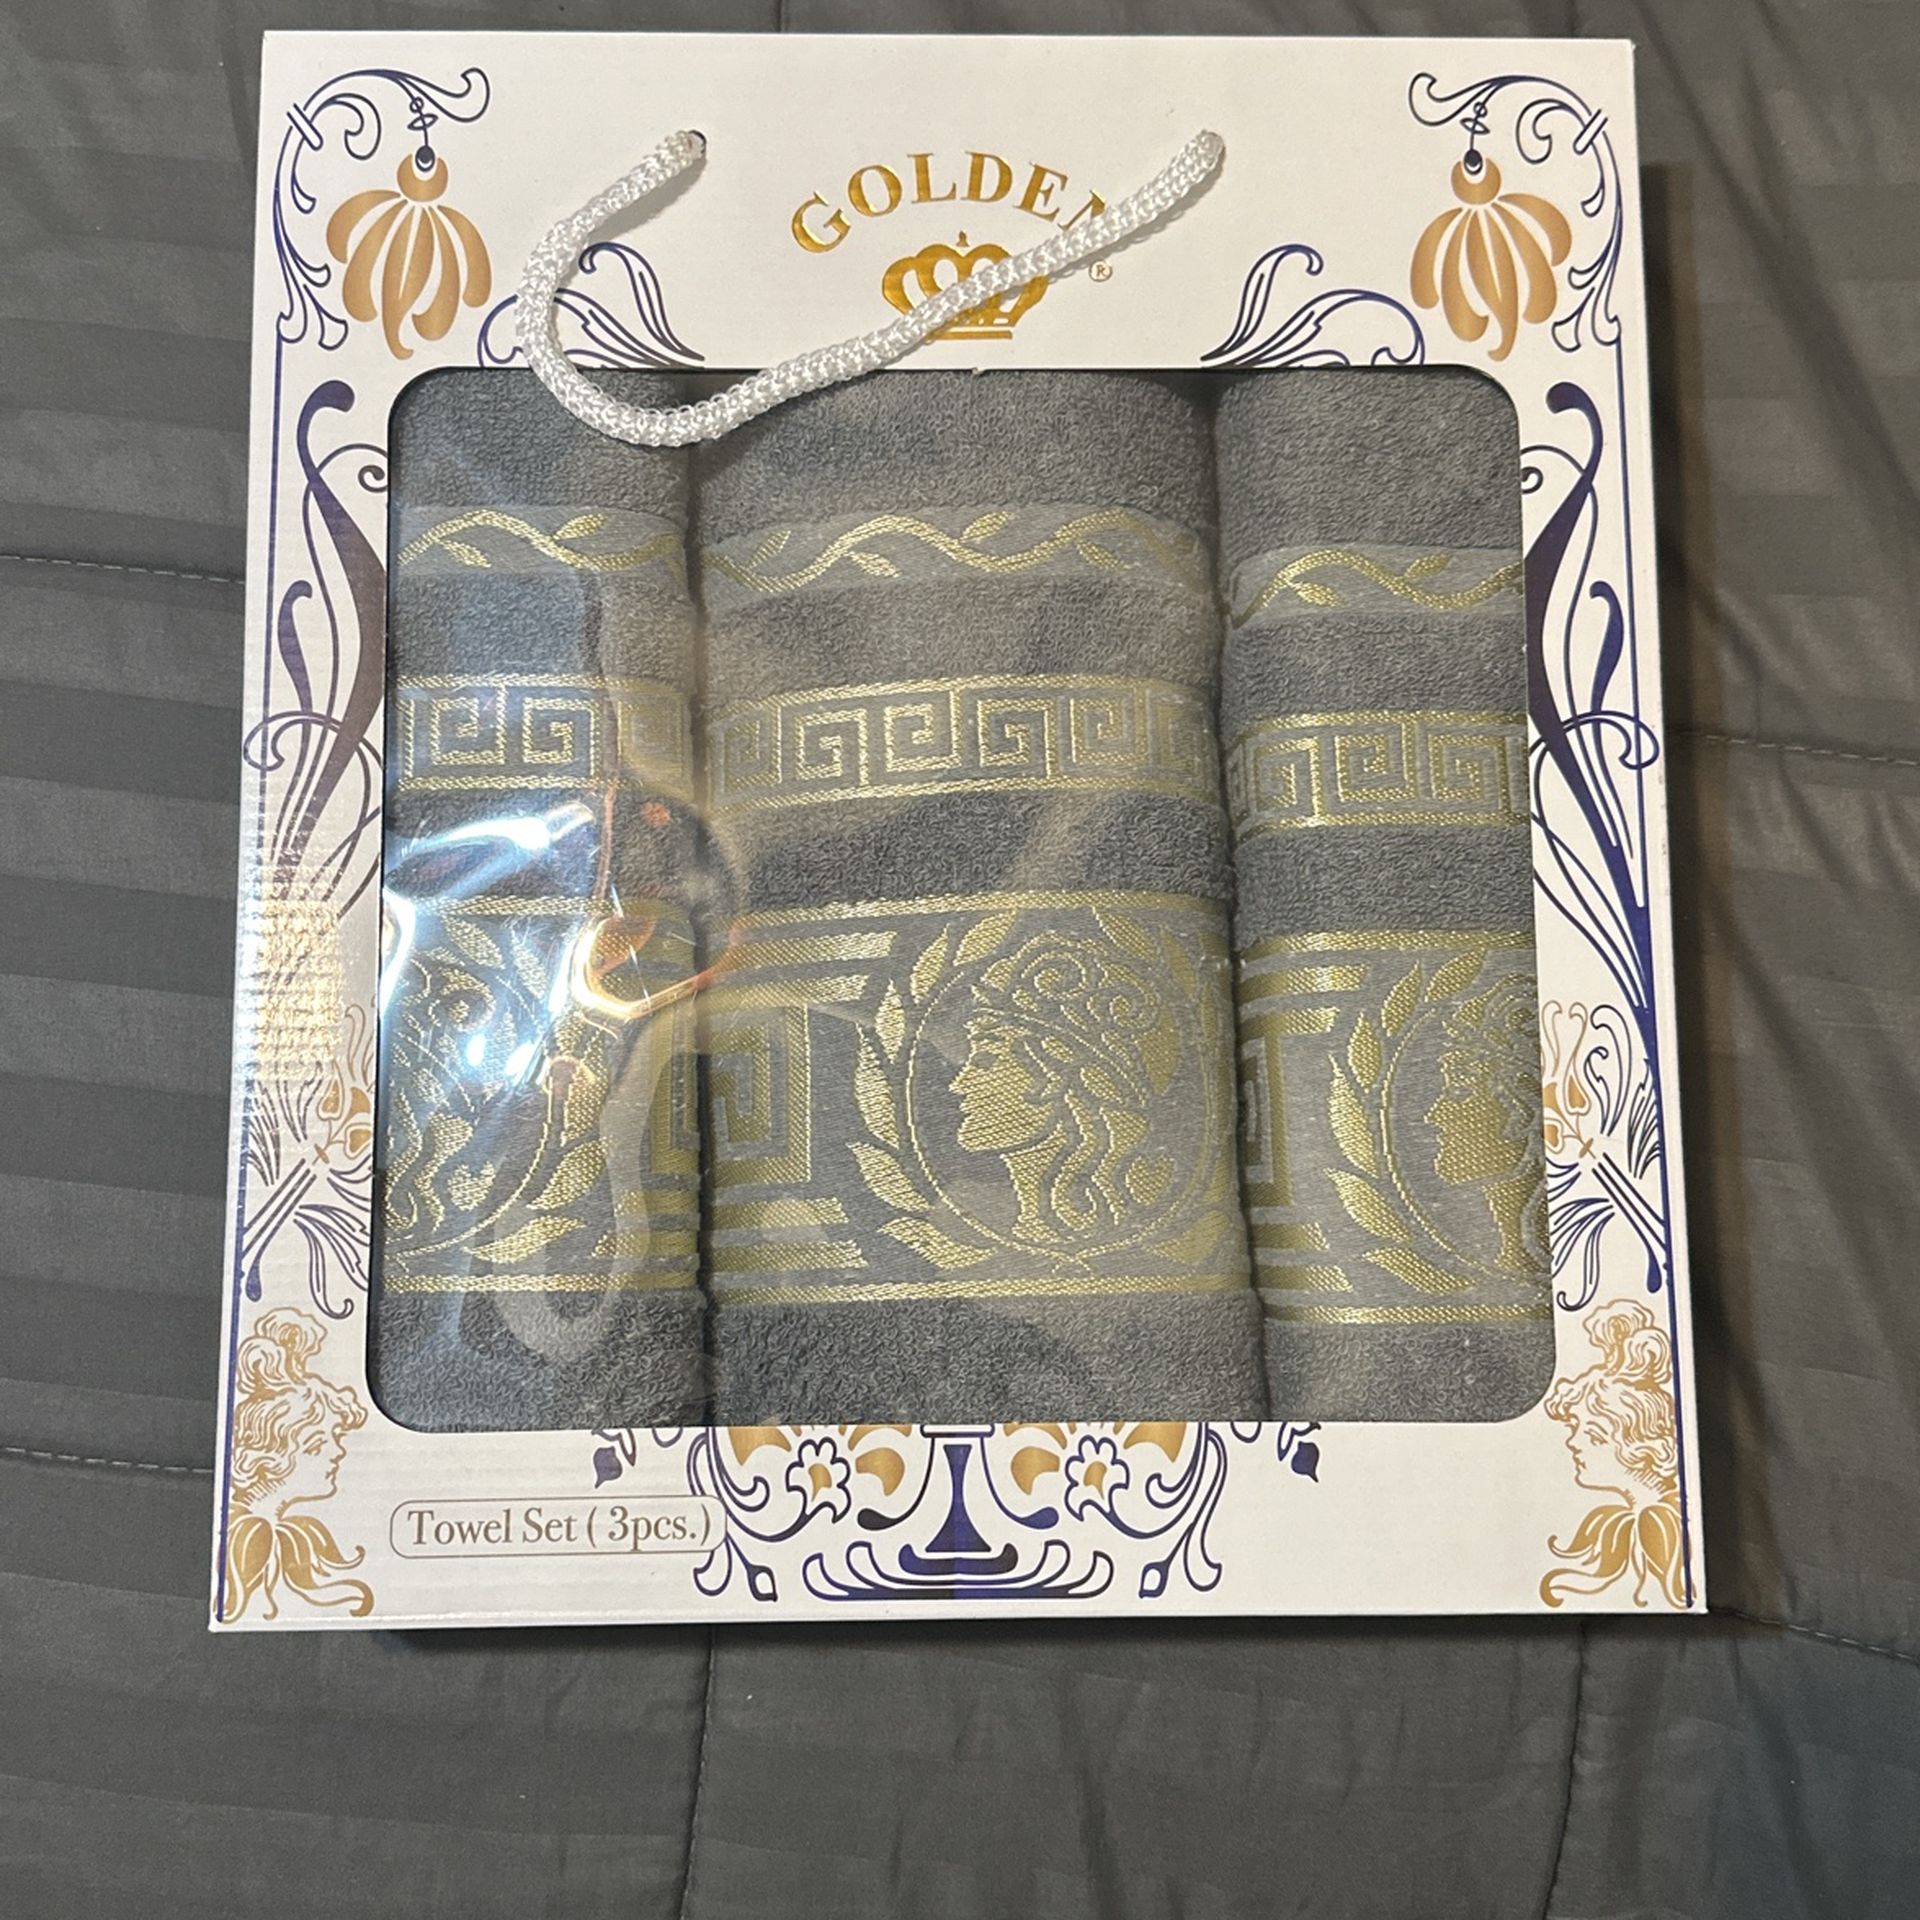 GOLDEN
®
Towel Set ( 3pcs.)